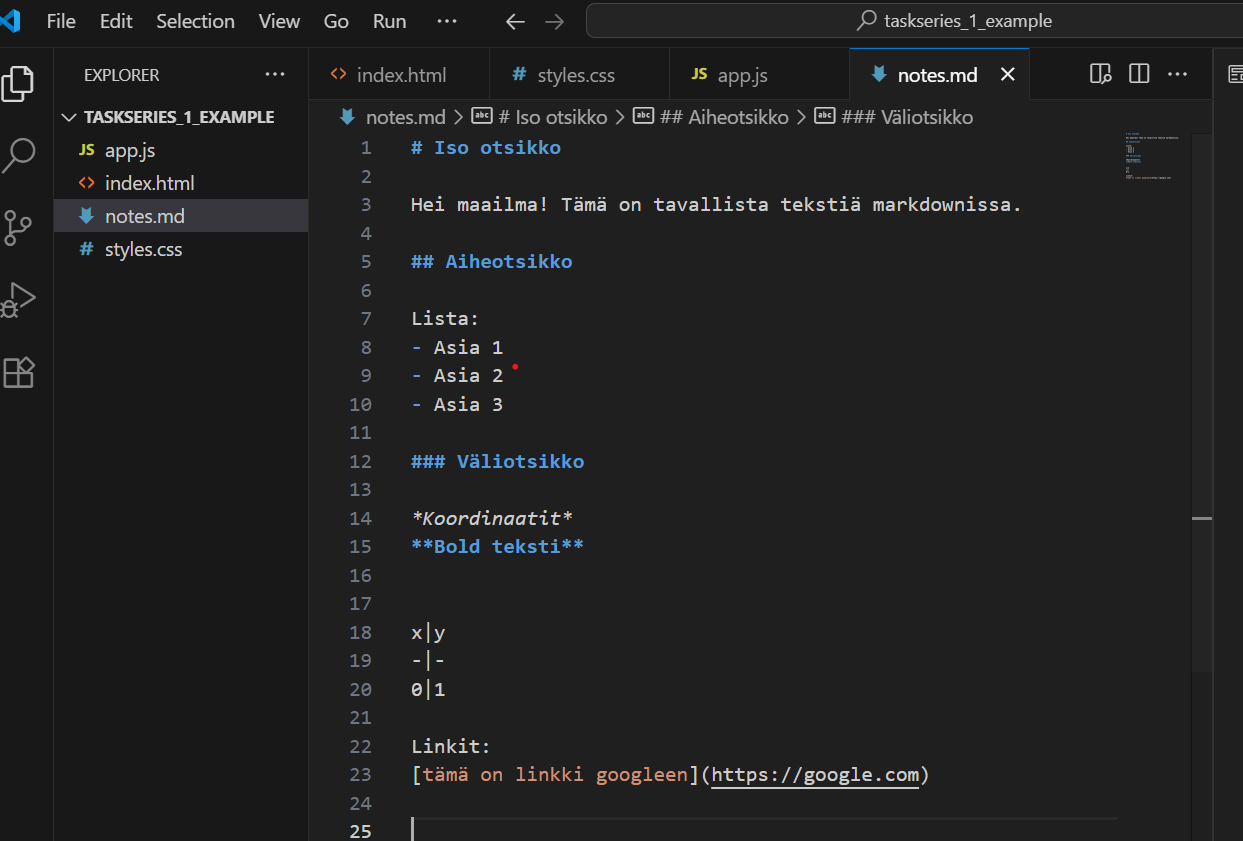 File Edit Selection View Go Run ... taskseries_1_example
EXPLORER ...
index.html styles.css JS app.js notes.md
TASKSERIES_1_EXAMPLE
JS app.js
index.html
notes.md
# styles.css
notes.md > # Iso otsikko > ## Aiheotsikko > ### Väliotsikko
1 # Iso otsikko
2
3 Hei maailma! Tämä on tavallista tekstiä markdownissa.
4
5 ## Aiheotsikko
6
7 Lista:
8 - Asia 1
9 - Asia 2
10 - Asia 3
11
12 ### Väliotsikko
13
14 *Koordinaatit*
15 **Bold teksti**
16
17
18 x|y
19 -|-
20 0|1
21
22 Linkit:
23 [tämä on linkki googleen](https://google.com)
24
25